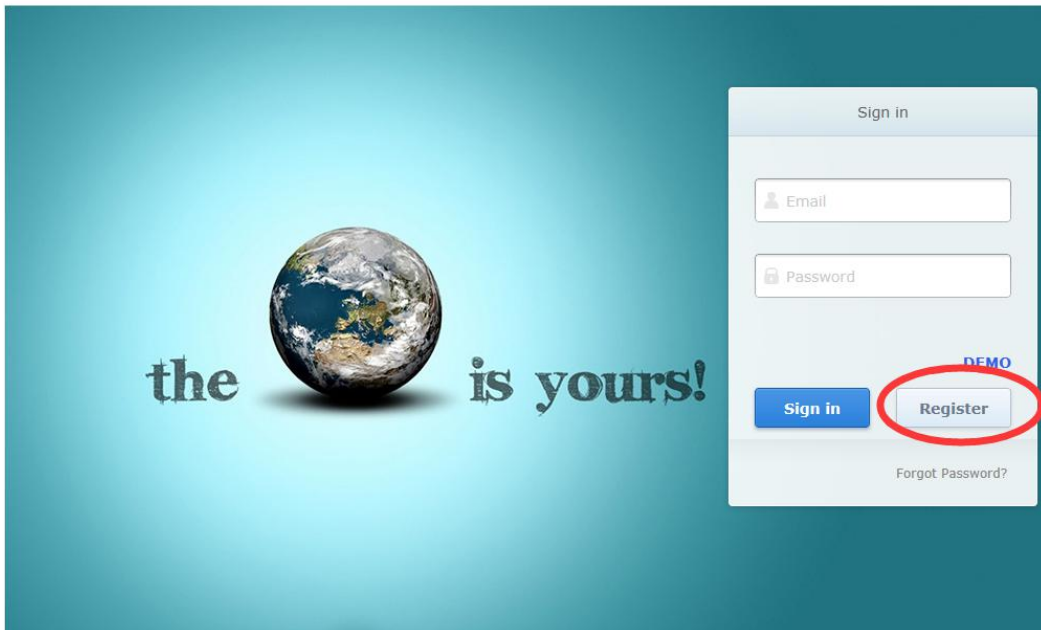 the is yours!
Sign in
Email
Password
DEMO
Sign in Register
Forgot Password?